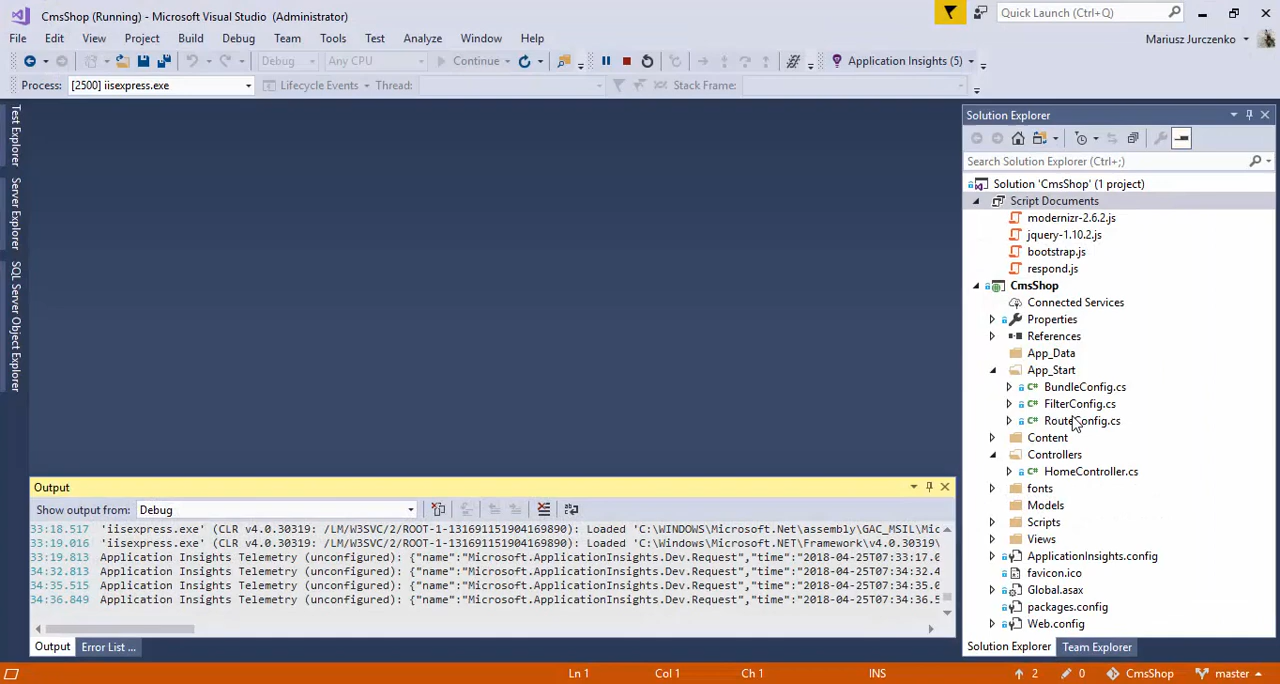 CmsShop (Running) - Microsoft Visual Studio (Administrator)
Quick Launch (Ctrl+Q)
File Edit View Project Build Debug Team Tools Test Analyze Window Help
Mariusz Jurczenko
Debug Any CPU Continue Application Insights (5)
Process: [2500] iisexpress.exe Lifecycle Events Thread: Stack Frame:
Test Explorer
Server Explorer
SQL Server Object Explorer
Solution Explorer
Search Solution Explorer (Ctrl+;)
Solution 'CmsShop' (1 project)
Script Documents
modernizr-2.6.2.js
jquery-1.10.2.js
bootstrap.js
respond.js
CmsShop
Connected Services
Properties
References
App_Data
App_Start
C# BundleConfig.cs
C# FilterConfig.cs
C# RouteConfig.cs
Content
Controllers
C# HomeController.cs
fonts
Models
Scripts
Views
ApplicationInsights.config
favicon.ico
Global.asax
packages.config
Web.config
Solution Explorer Team Explorer
Output
Show output from: Debug
33:18.517 'iisexpress.exe' (CLR v4.0.30319: /LM/W3SVC/2/ROOT-1-131691151904169890): Loaded 'C:\WINDOWS\Microsoft.Net\assembly\GAC_MSIL\Mic
33:19.016 'iisexpress.exe' (CLR v4.0.30319: /LM/W3SVC/2/ROOT-1-131691151904169890): Loaded 'C:\Windows\Microsoft.NET\Framework\v4.0.30319\
33:19.813 Application Insights Telemetry (unconfigured): {"name":"Microsoft.ApplicationInsights.Dev.Request","time":"2018-04-25T07:33:17.0
34:32.813 Application Insights Telemetry (unconfigured): {"name":"Microsoft.ApplicationInsights.Dev.Request","time":"2018-04-25T07:34:32.4
34:35.515 Application Insights Telemetry (unconfigured): {"name":"Microsoft.ApplicationInsights.Dev.Request","time":"2018-04-25T07:34:35.5
34:36.849 Application Insights Telemetry (unconfigured): {"name":"Microsoft.ApplicationInsights.Dev.Request","time":"2018-04-25T07:34:36.5
Output Error List ...
Ln 1 Col 1 Ch 1 INS 2 0 CmsShop master